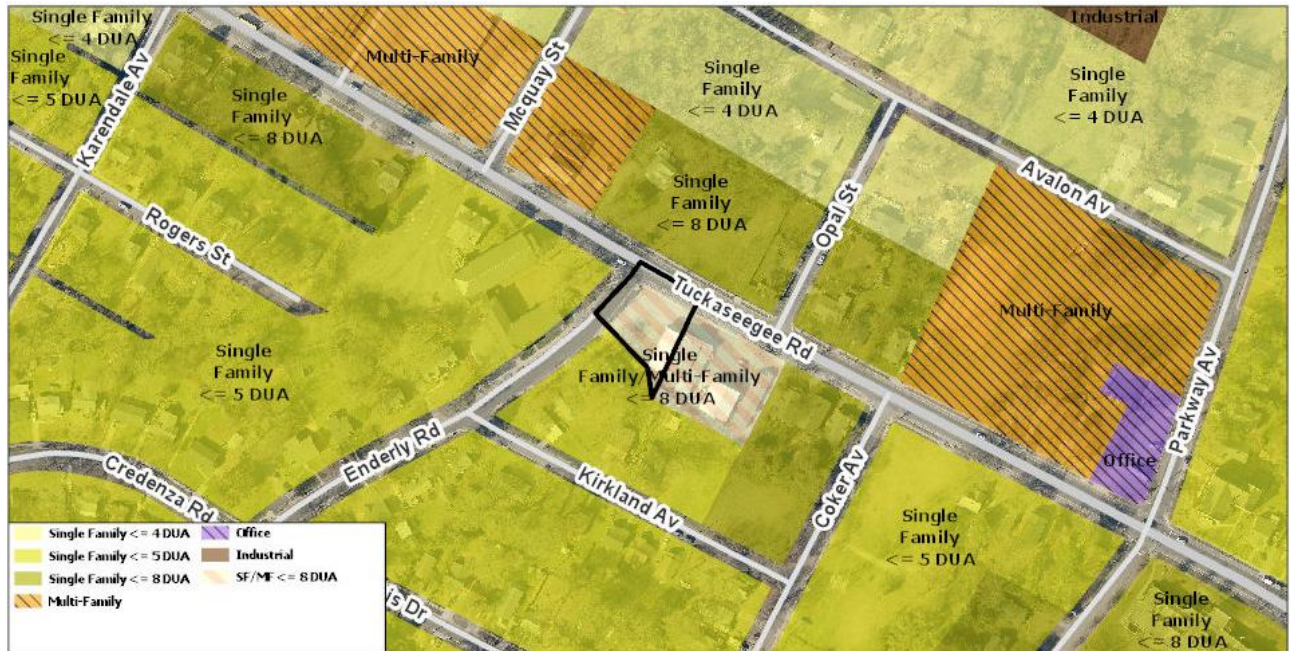 Single Family
<= 4 DUA
Single
Family
<= 5 DUA
Karendale Av
Single
Family
<= 8 DUA
Multi-Family
Mcquay St
Single
Family
<= 4 DUA
Industrial
Single
Family
<= 4 DUA
Avalon Av
Rogers St
Single
Family
<= 8 DUA
Opal St
Tuckaseegee Rd
Multi-Family
Single
Family
<= 5 DUA
Single
Family/Multi-Family
<= 8 DUA
Parkway Av
Office
Enderly Rd
Credenza Rd
Kirkland Av
Coker Av
Single
Family
<= 5 DUA
Single
Family
<= 8 DUA
is Dr
Single Family <= 4 DUA
Single Family <= 5 DUA
Single Family <= 8 DUA
Multi-Family
Office
Industrial
SF/MF <= 8 DUA